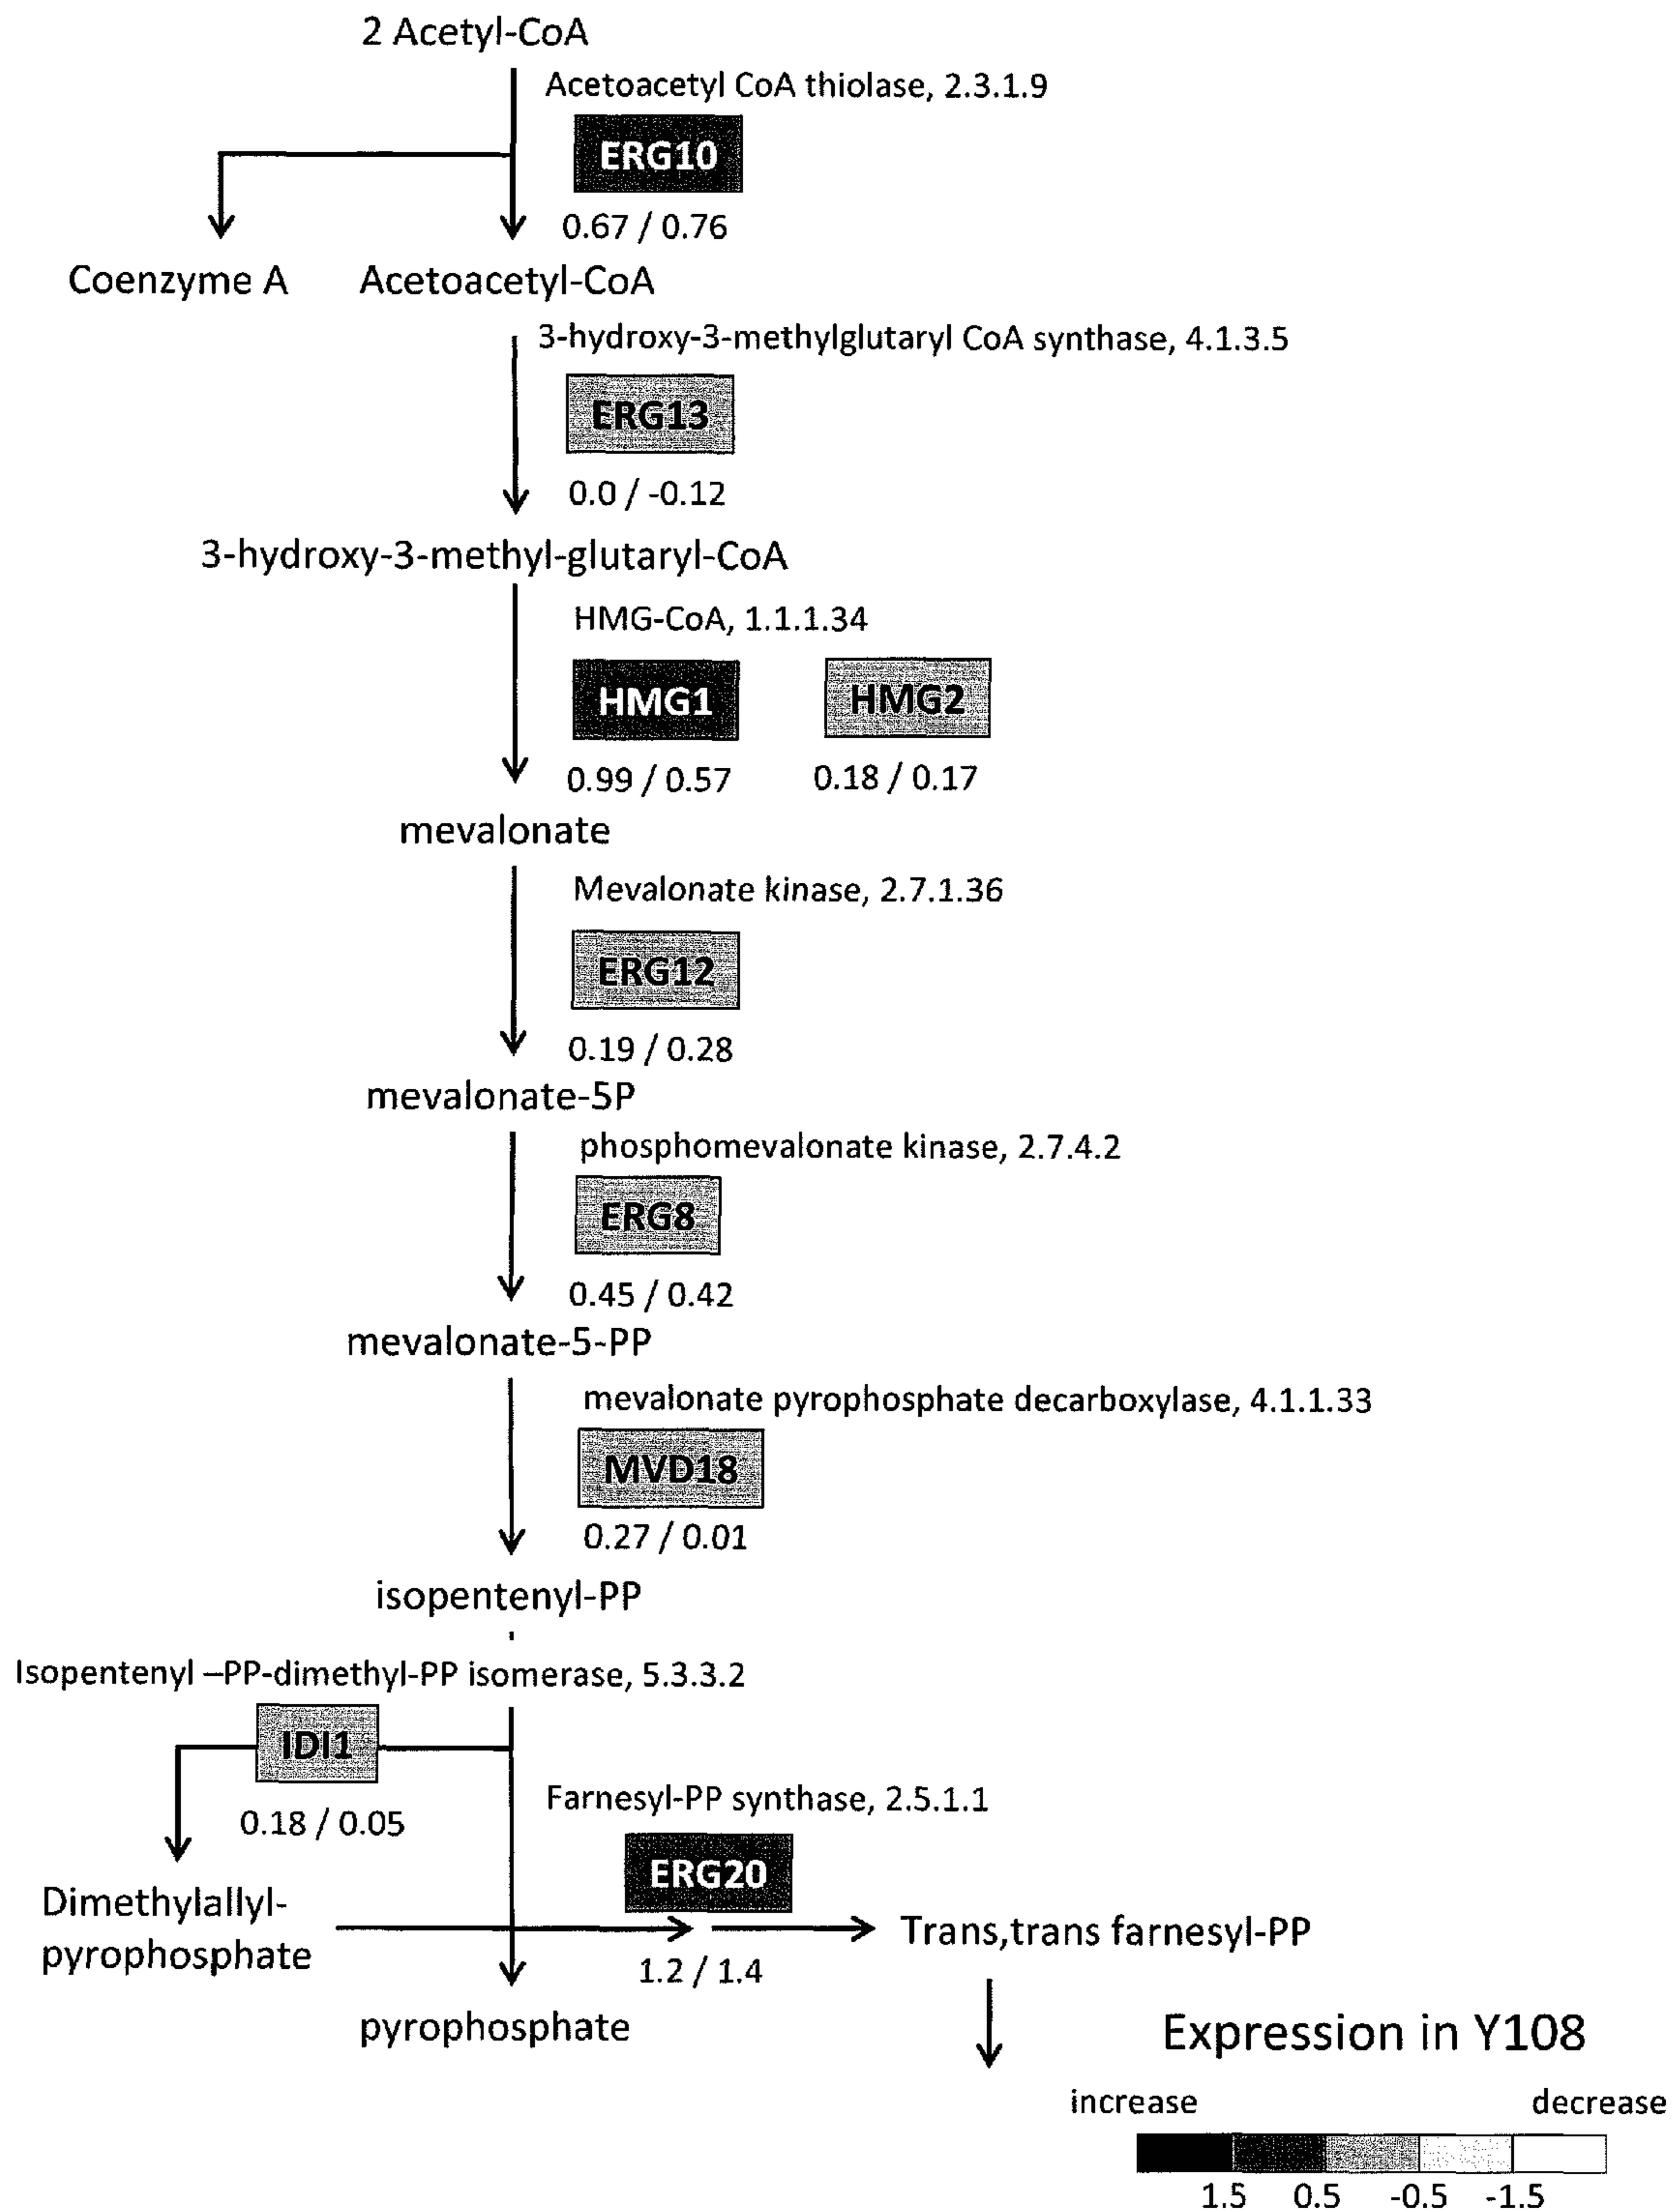 2 Acetyl-CoA
Acetoacetyl CoA thiolase, 2.3.1.9
ERG10
0.67 / 0.76
Coenzyme A
Acetoacetyl-CoA
3-hydroxy-3-methylglutaryl CoA synthase, 4.1.3.5
ERG13
0.0 / -0.12
3-hydroxy-3-methyl-glutaryl-CoA
HMG-CoA, 1.1.1.34
HMG1
HMG2
0.99 / 0.57
0.18 / 0.17
mevalonate
Mevalonate kinase, 2.7.1.36
ERG12
0.19 / 0.28
mevalonate-5P
phosphomevalonate kinase, 2.7.4.2
ERG8
0.45 / 0.42
mevalonate-5-PP
mevalonate pyrophosphate decarboxylase, 4.1.1.33
MVD18
0.27 / 0.01
isopentenyl-PP
Isopentenyl –PP-dimethyl-PP isomerase, 5.3.3.2
IDI1
0.18 / 0.05
Farnesyl-PP synthase, 2.5.1.1
ERG20
Dimethylallyl-
pyrophosphate
Trans,trans farnesyl-PP
1.2 / 1.4
pyrophosphate
Expression in Y108
increase
decrease
1.5
0.5
-0.5
-1.5